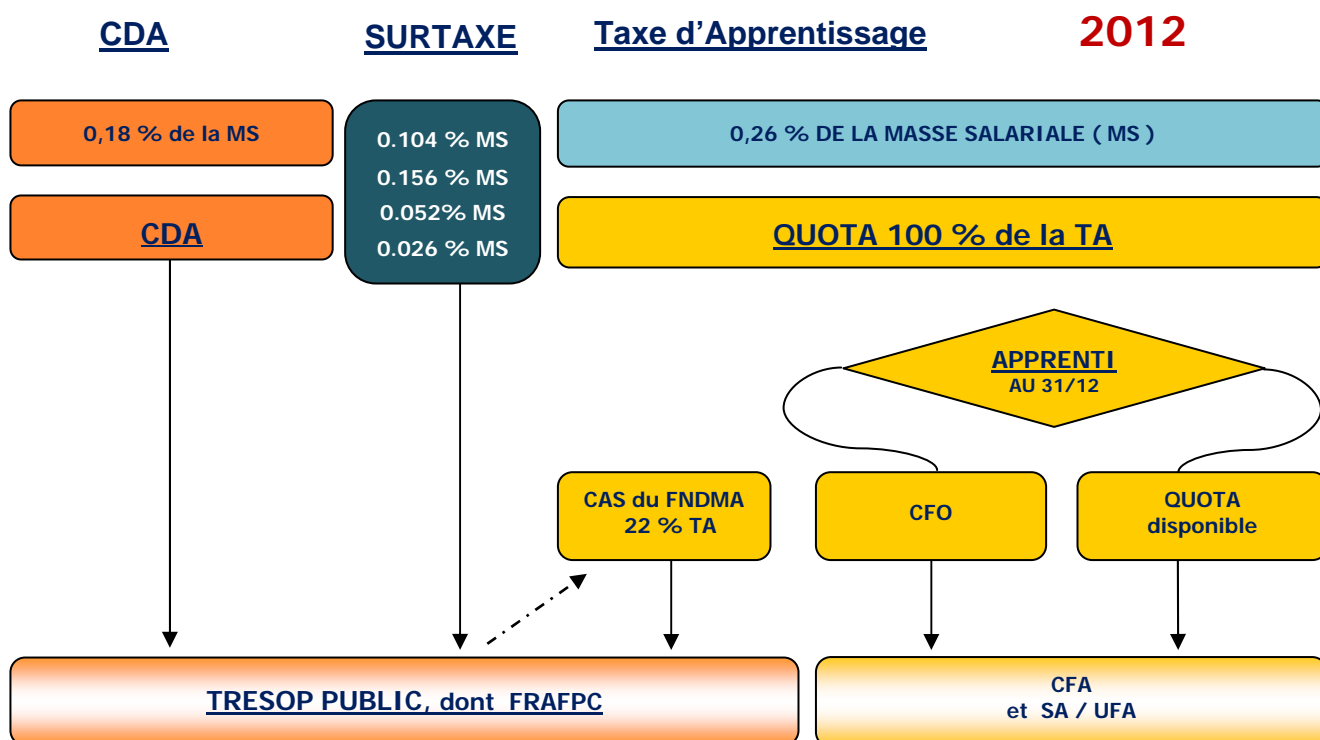 CDA
SURTAXE
Taxe d'Apprentissage
2012
0,18 % de la MS
0.104 % MS
0.156 % MS
0.052% MS
0.026 % MS
0,26 % DE LA MASSE SALARIALE ( MS )
CDA
QUOTA 100 % de la TA
APPRENTI
AU 31/12
CAS du FNDMA
22 % TA
CFO
QUOTA
disponible
TRESOP PUBLIC, dont FRAFPC
CFA
et SA / UFA